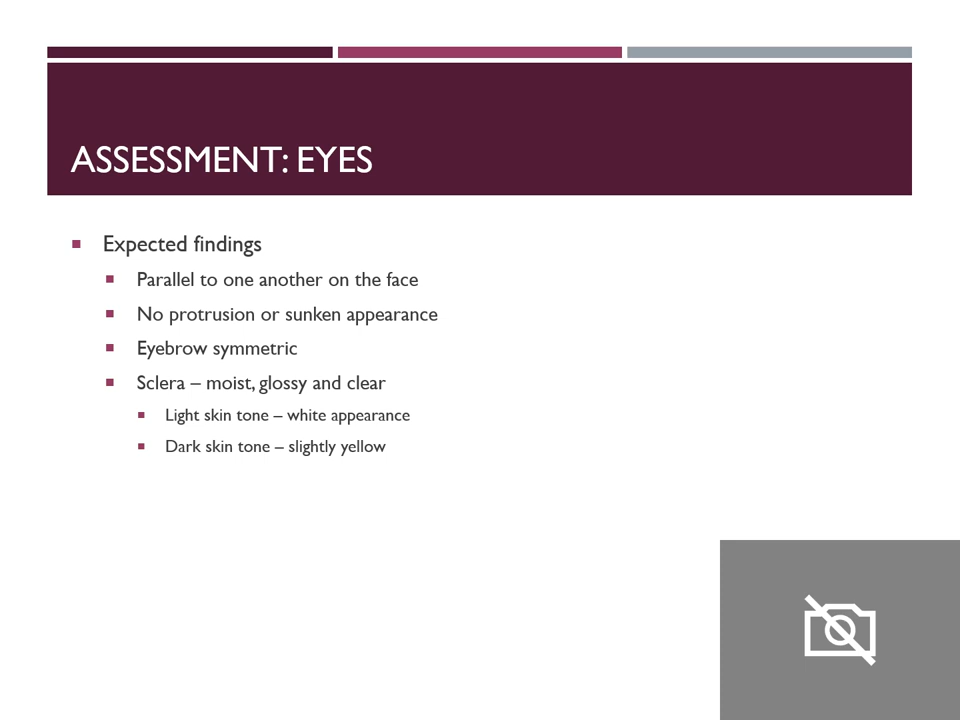 ASSESSMENT: EYES
Expected findings
Parallel to one another on the face
No protrusion or sunken appearance
Eyebrow symmetric
Sclera – moist, glossy and clear
Light skin tone – white appearance
Dark skin tone – slightly yellow